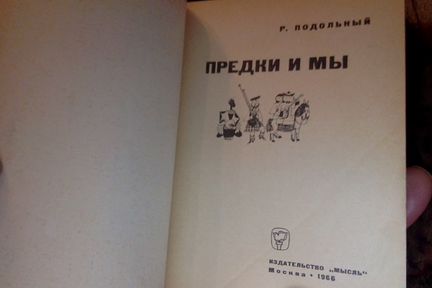 Р. ПОДОЛЬНЫЙ
ПРЕДКИ И МЫ
ИЗДАТЕЛЬСТВО „МЫСЛЬ"
Москва • 1966